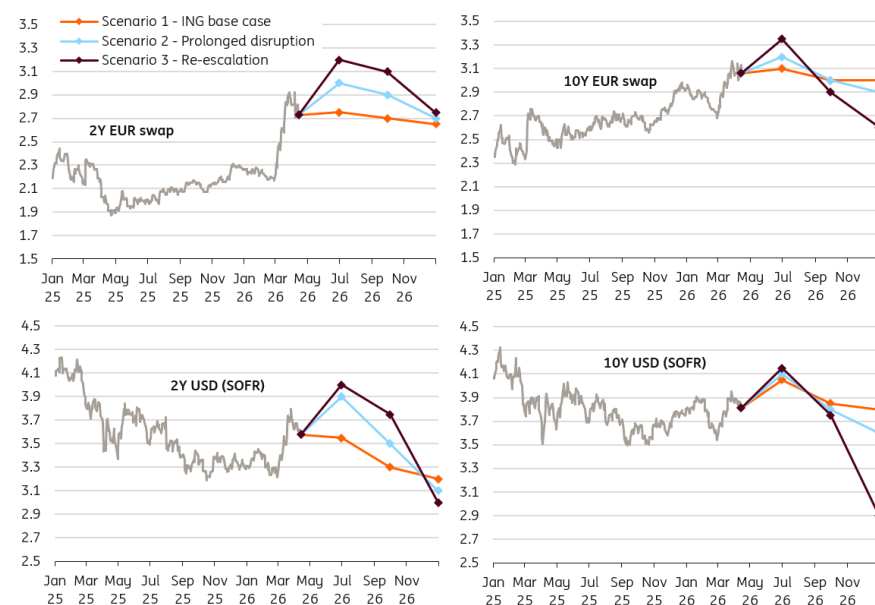 Scenario 1 - ING base case
Scenario 2 - Prolonged disruption
Scenario 3 - Re-escalation
3.5
3.3
3.1
2.9
2.7
2.5
2.3
2.1
1.9
1.7
1.5
2Y EUR swap
Jan Mar May Jul Sep Nov Jan Mar May Jul Sep Nov
25 25 25 25 25 25 26 26 26 26 26 26
3.5
3.3
3.1
2.9
2.7
2.5
2.3
2.1
1.9
1.7
1.5
10Y EUR swap
Jan Mar May Jul Sep Nov Jan Mar May Jul Sep Nov
25 25 25 25 25 25 26 26 26 26 26 26
4.5
4.3
4.1
3.9
3.7
3.5
3.3
3.1
2.9
2.7
2.5
2Y USD (SOFR)
Jan Mar May Jul Sep Nov Jan Mar May Jul Sep Nov
25 25 25 25 25 25 26 26 26 26 26 26
4.5
4.3
4.1
3.9
3.7
3.5
3.3
3.1
2.9
2.7
2.5
10Y USD (SOFR)
Jan Mar May Jul Sep Nov Jan Mar May Jul Sep Nov
25 25 25 25 25 25 26 26 26 26 26 26